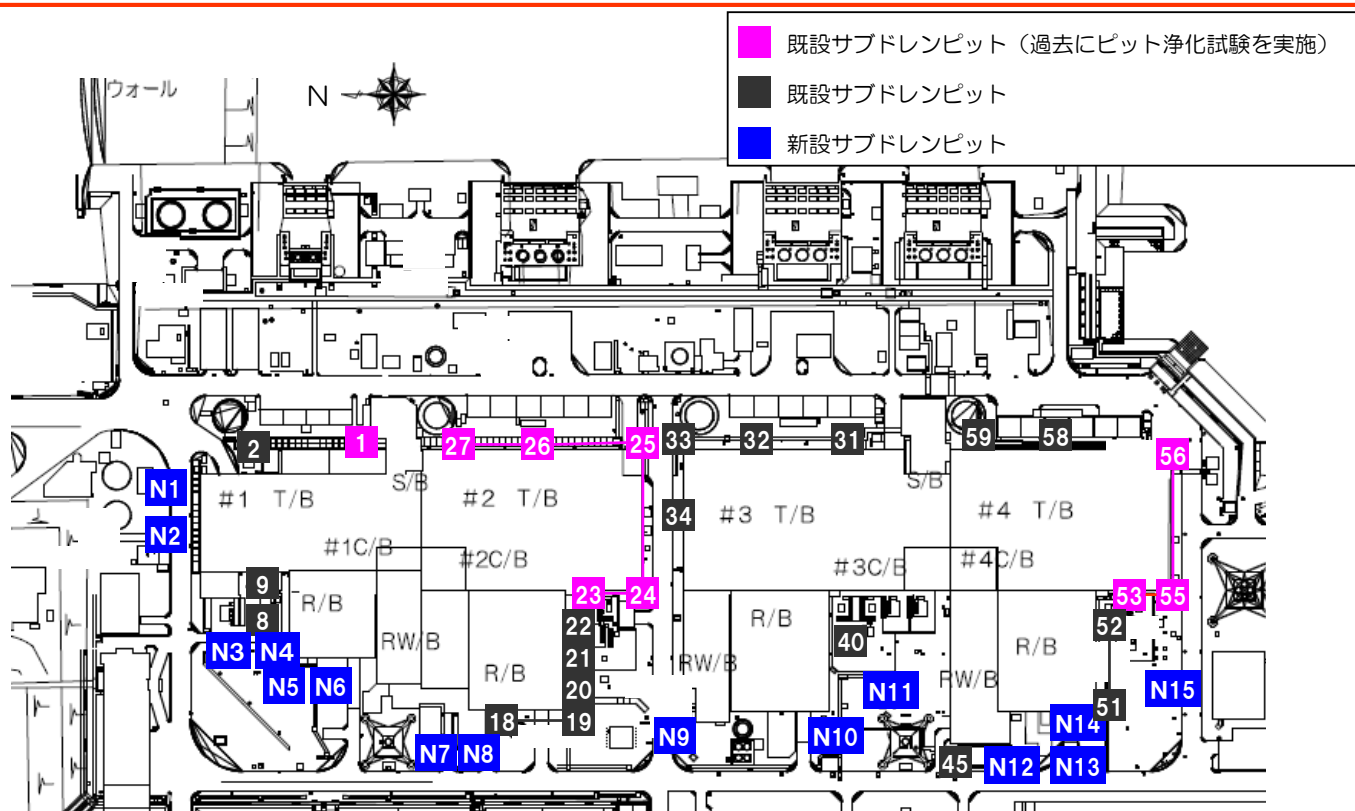 既設サブドレンピット（過去にピット浄化試験を実施）
既設サブドレンピット
新設サブドレンピット
ウォール
N
2
1
27
26
25
33
32
31
59
58
56
N1
N2
#1 T/B
S/B
#2 T/B
34
#3 T/B
S/B
#4 T/B
#1C/B
#2C/B
#3C/B
#4C/B
9
8
R/B
RW/B
R/B
23
24
22
21
20
19
18
R/B
RW/B
40
53
55
52
R/B
RW/B
51
N3
N4
N5
N6
N7
N8
N9
N10
N11
N15
N14
45
N12
N13